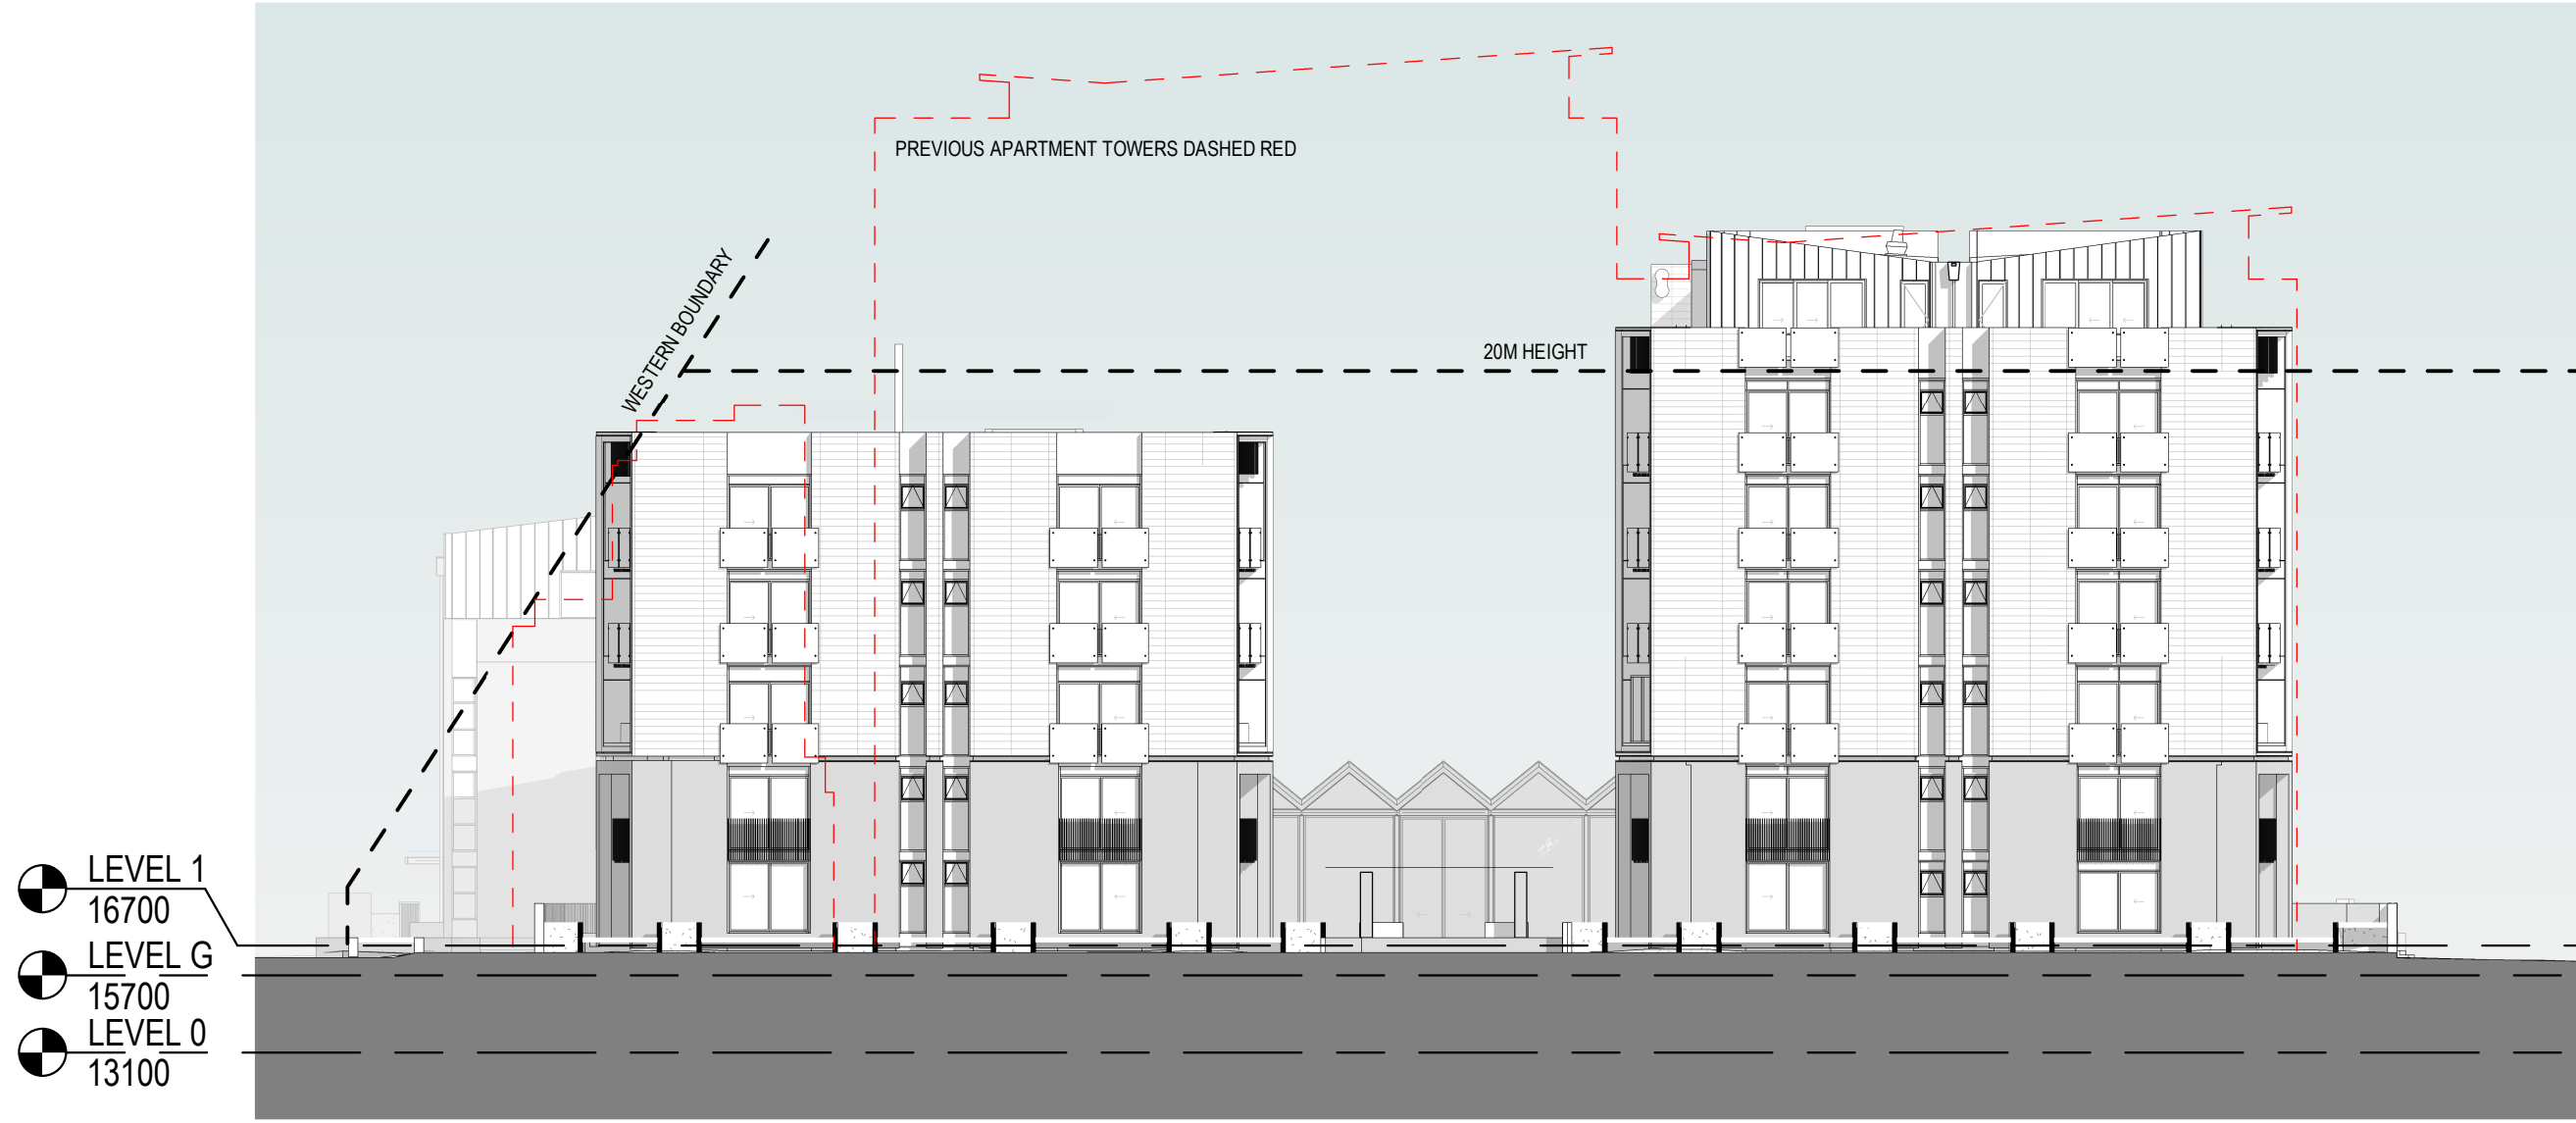 PREVIOUS APARTMENT TOWERS DASHED RED
WESTERN BOUNDARY
20M HEIGHT
LEVEL 1
16700
LEVEL G
15700
LEVEL 0
13100